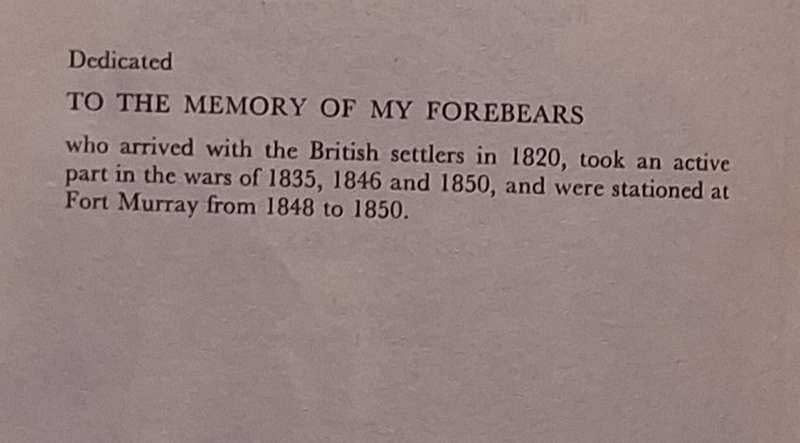 Dedicated
TO THE MEMORY OF MY FOREBEARS
who arrived with the British settlers in 1820, took an active
part in the wars of 1835, 1846 and 1850, and were stationed at
Fort Murray from 1848 to 1850.